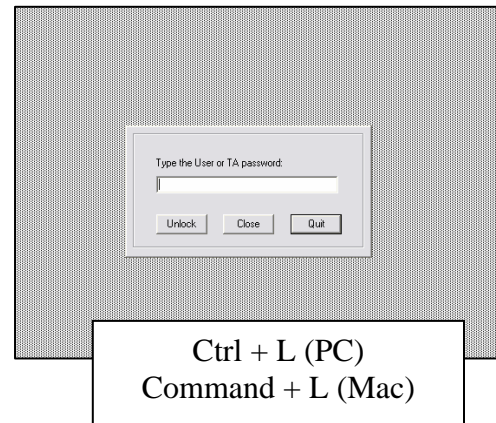 Type the User or TA password:
Unlock Close Quit
Ctrl + L (PC)
Command + L (Mac)